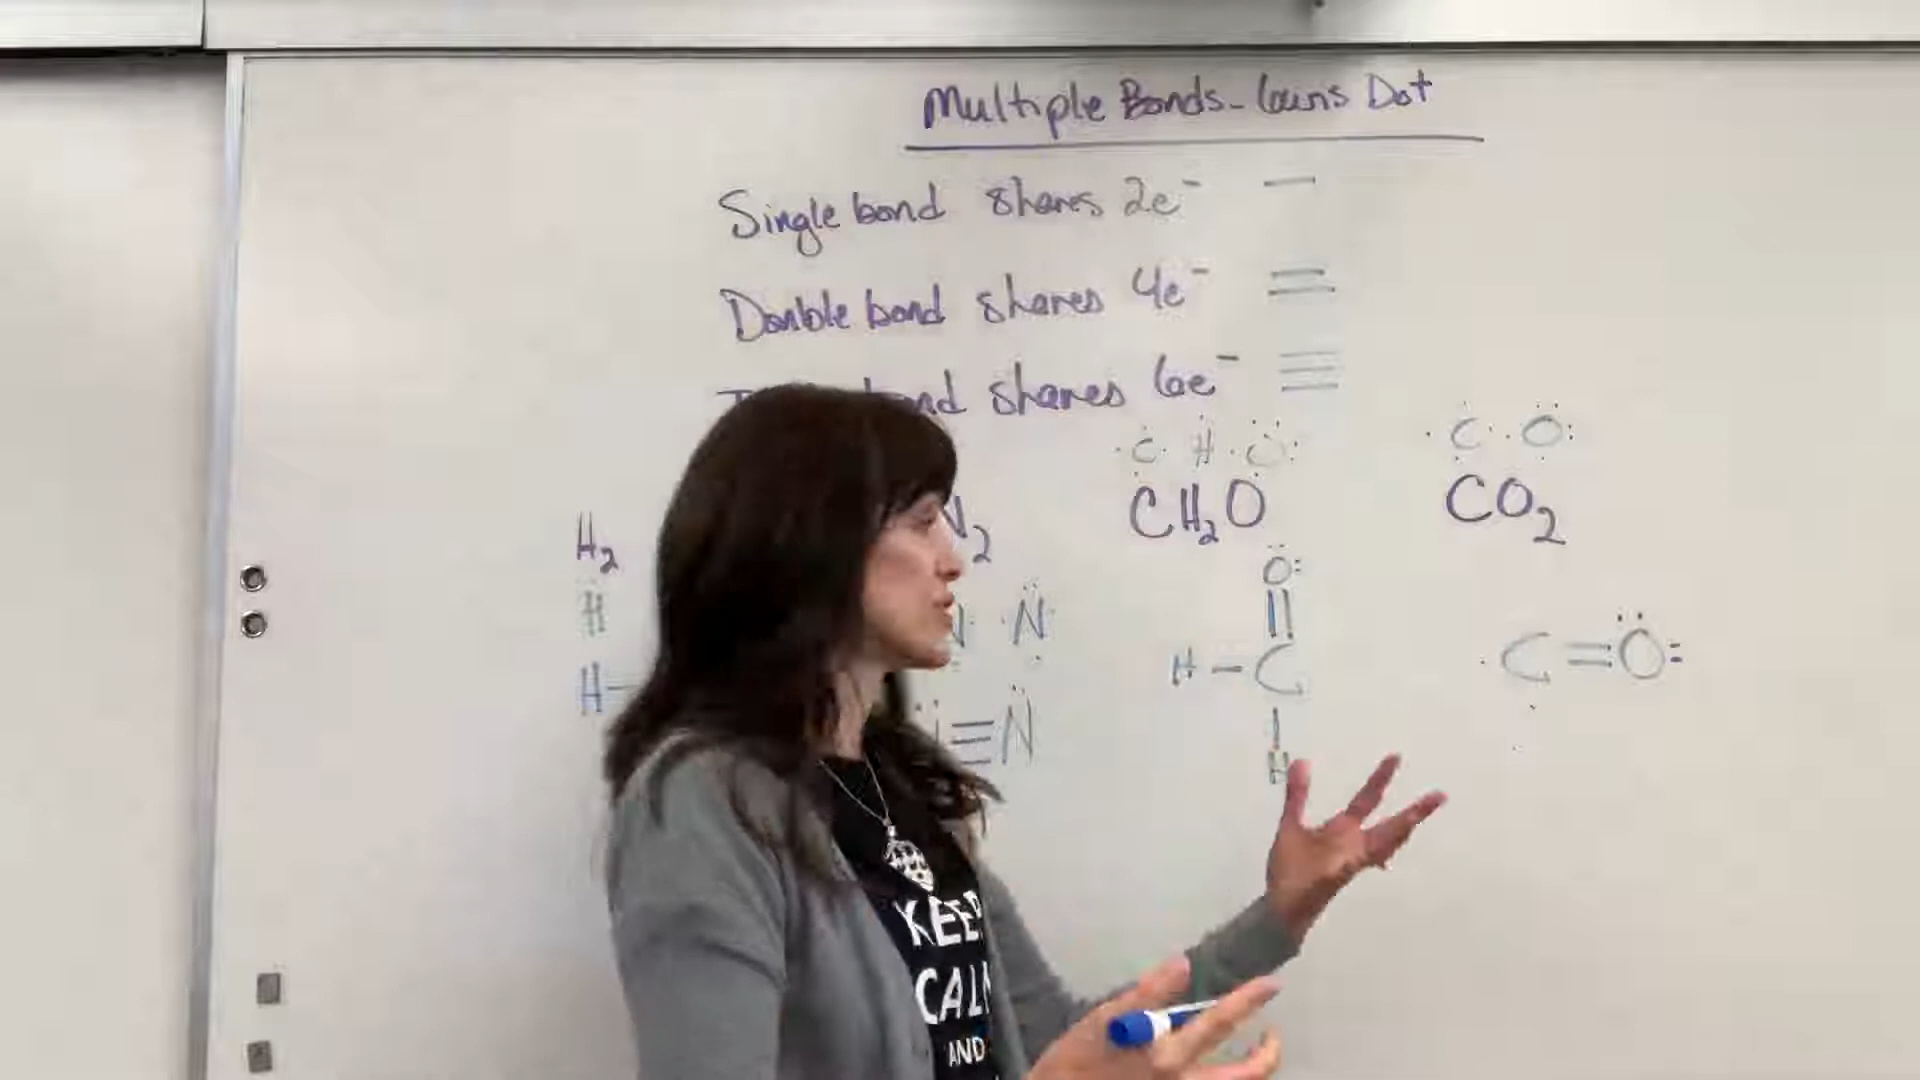 Multiple Bonds - Lewis Dot
Single bond shares 2e⁻ —
Double bond shares 4e⁻ =
bond shares 6e⁻ ≡
·C· H· O: ·C· ·O:
H₂ N₂ CH₂O CO₂
H N· ·N· O:
H— ≡N H—C ·C=O:
H
KEEP
CALM
AND